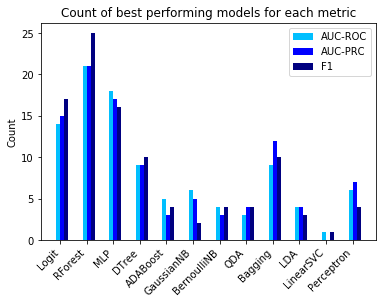 Count of best performing models for each metric
AUC-ROC
AUC-PRC
F1
Count
25
20
15
10
5
0
Logit
RForest
MLP
DTree
ADABoost
GaussianNB
BernoulliNB
QDA
Bagging
LDA
LinearSVC
Perceptron